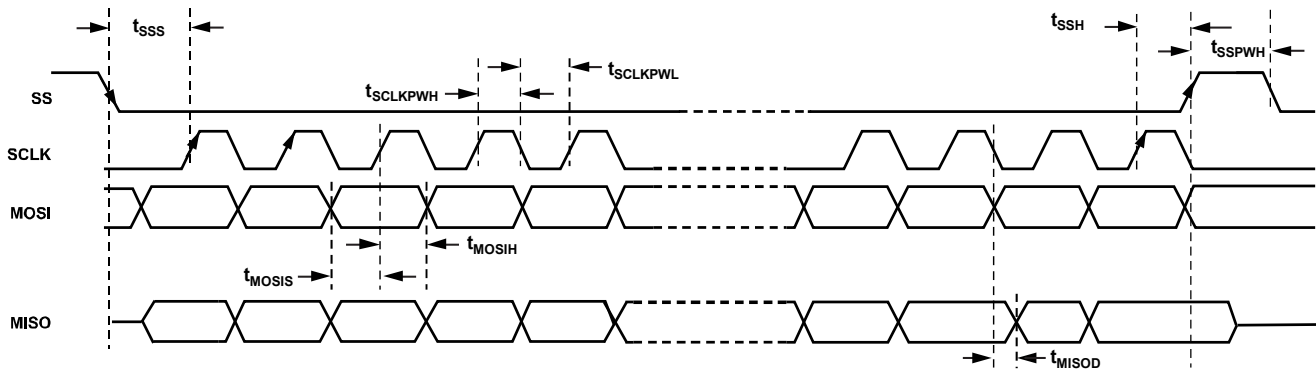 tSSS
tSSH
tSSPWH
tSCLKPWL
tSCLKPWH
SS
SCLK
MOSI
tMOSIH
tMOSIS
MISO
tMISOD